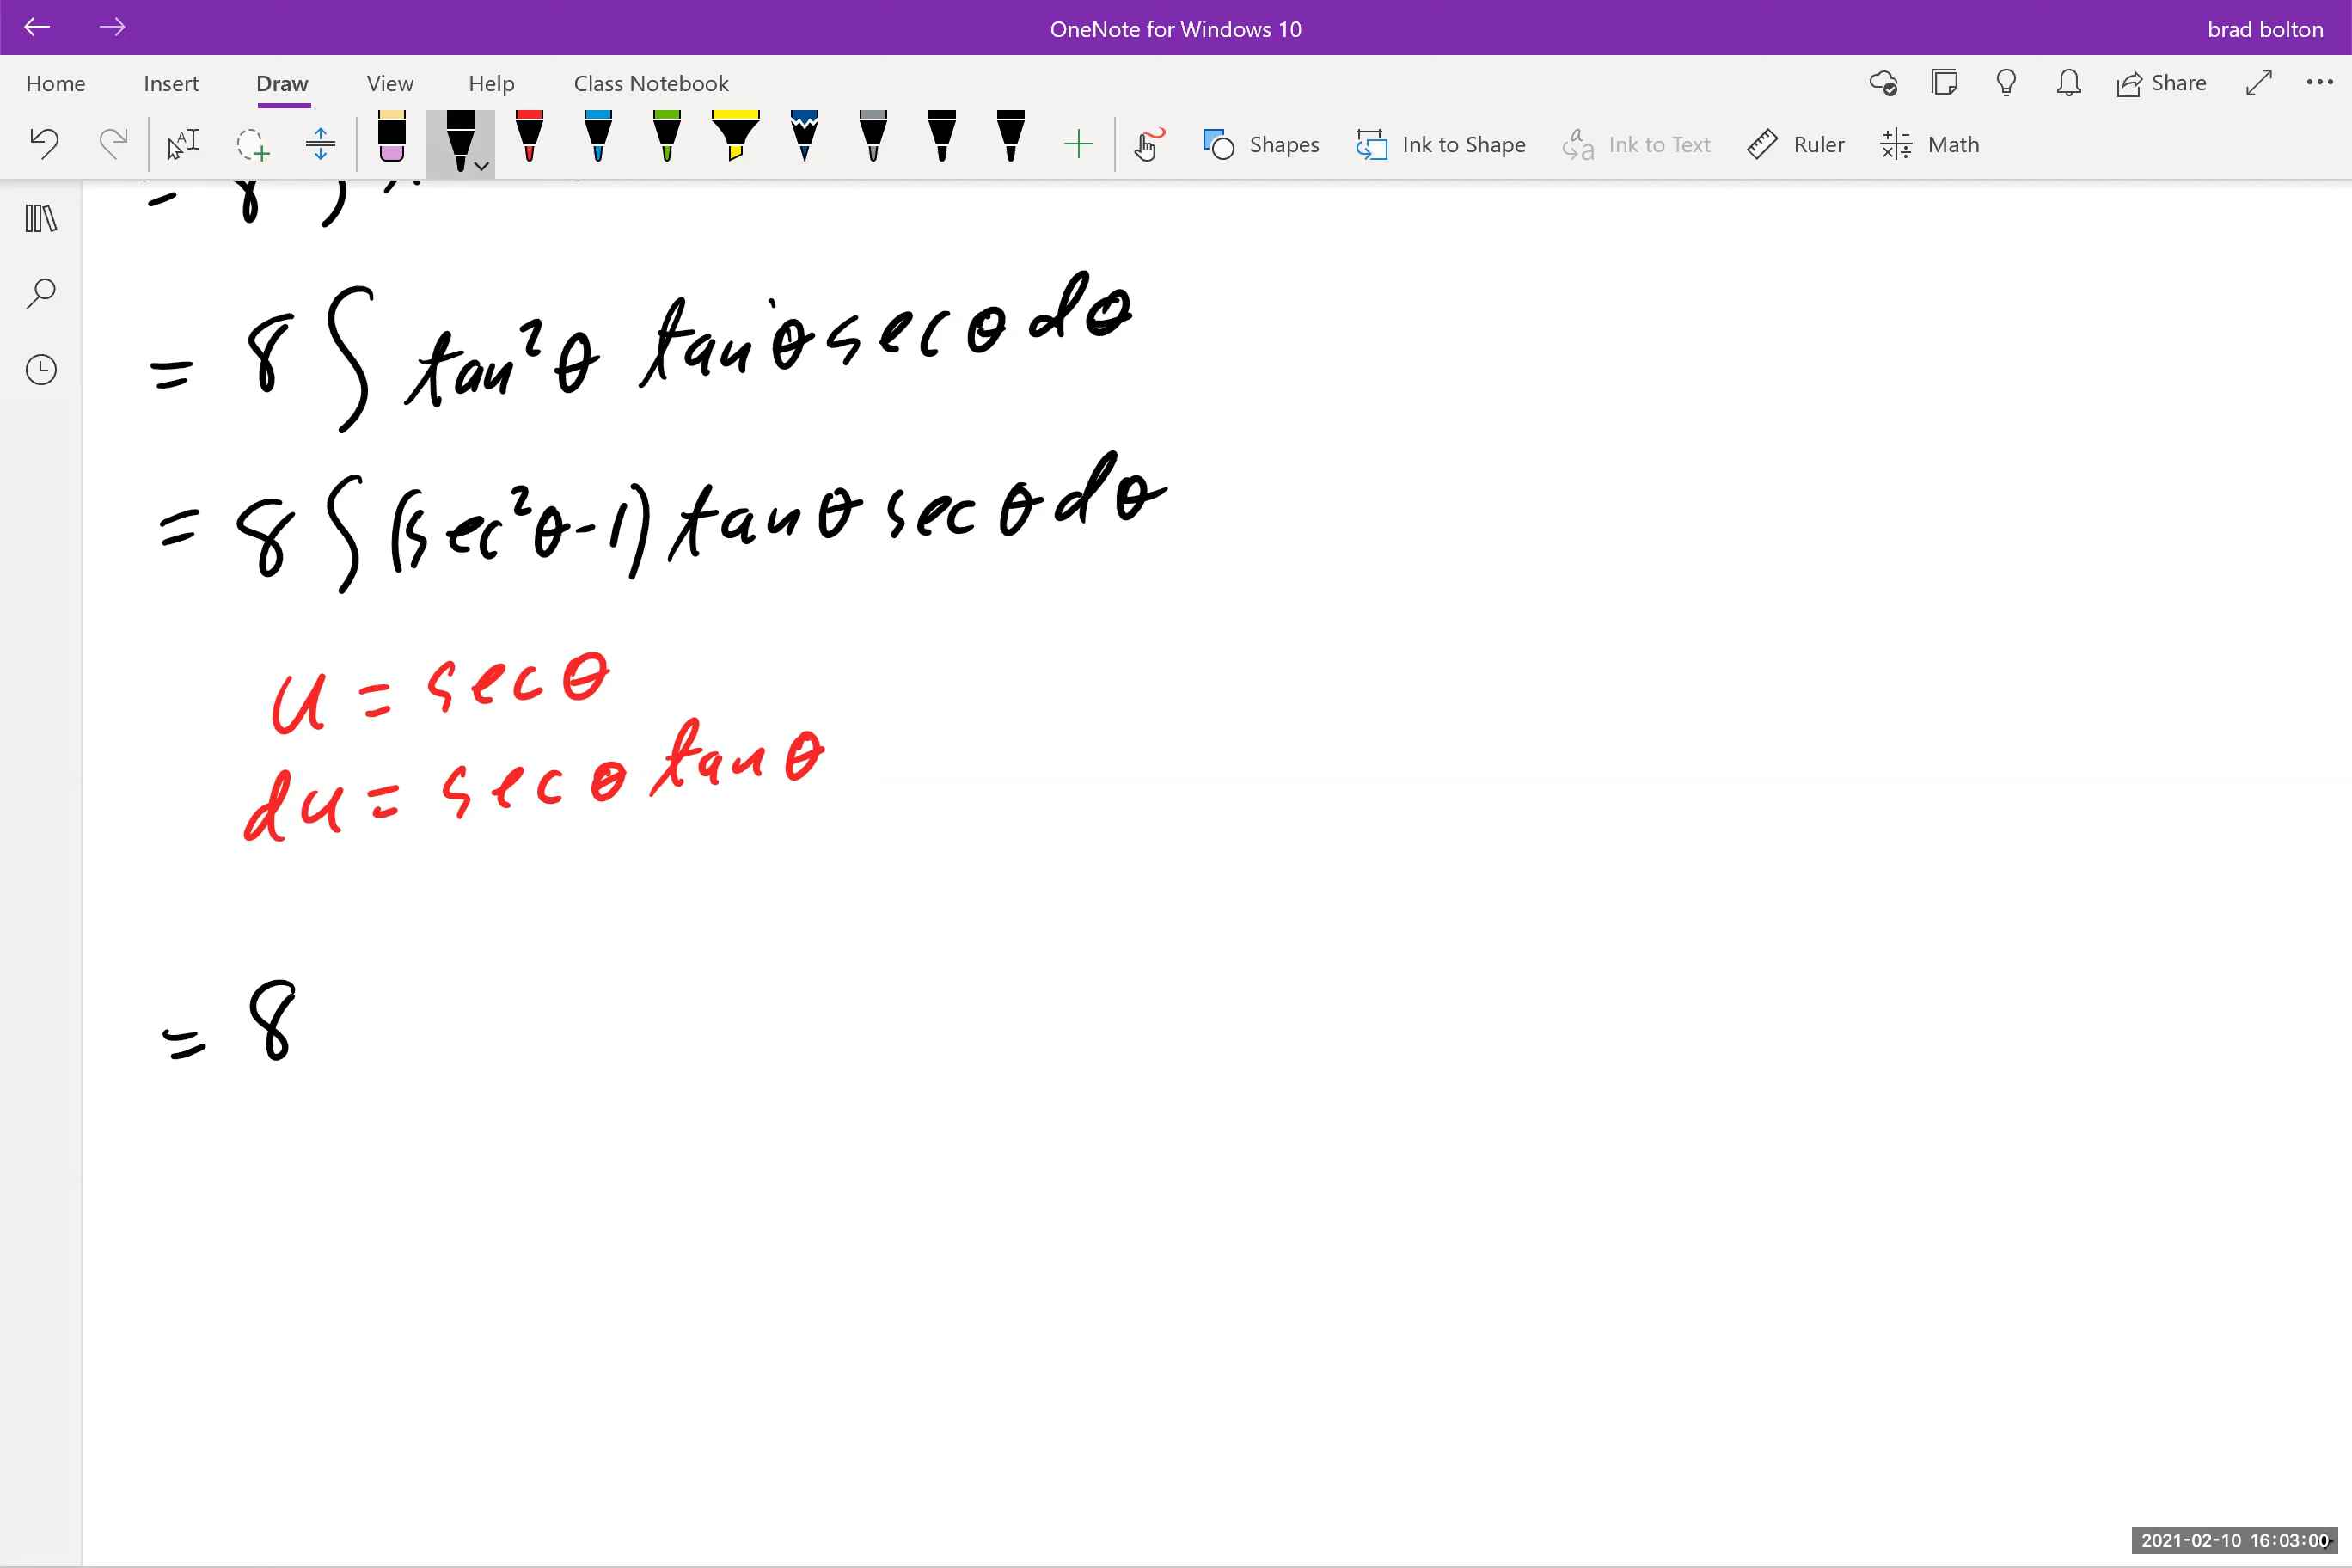 OneNote for Windows 10
brad bolton
Home Insert Draw View Help Class Notebook Share
Shapes Ink to Shape Ink to Text Ruler Math
= 8 ∫
= 8 ∫ tan²θ tanθ secθ dθ
= 8 ∫ (sec²θ-1) tanθ secθ dθ
u = secθ
du = secθ tanθ
= 8
2021-02-10 16:03:00